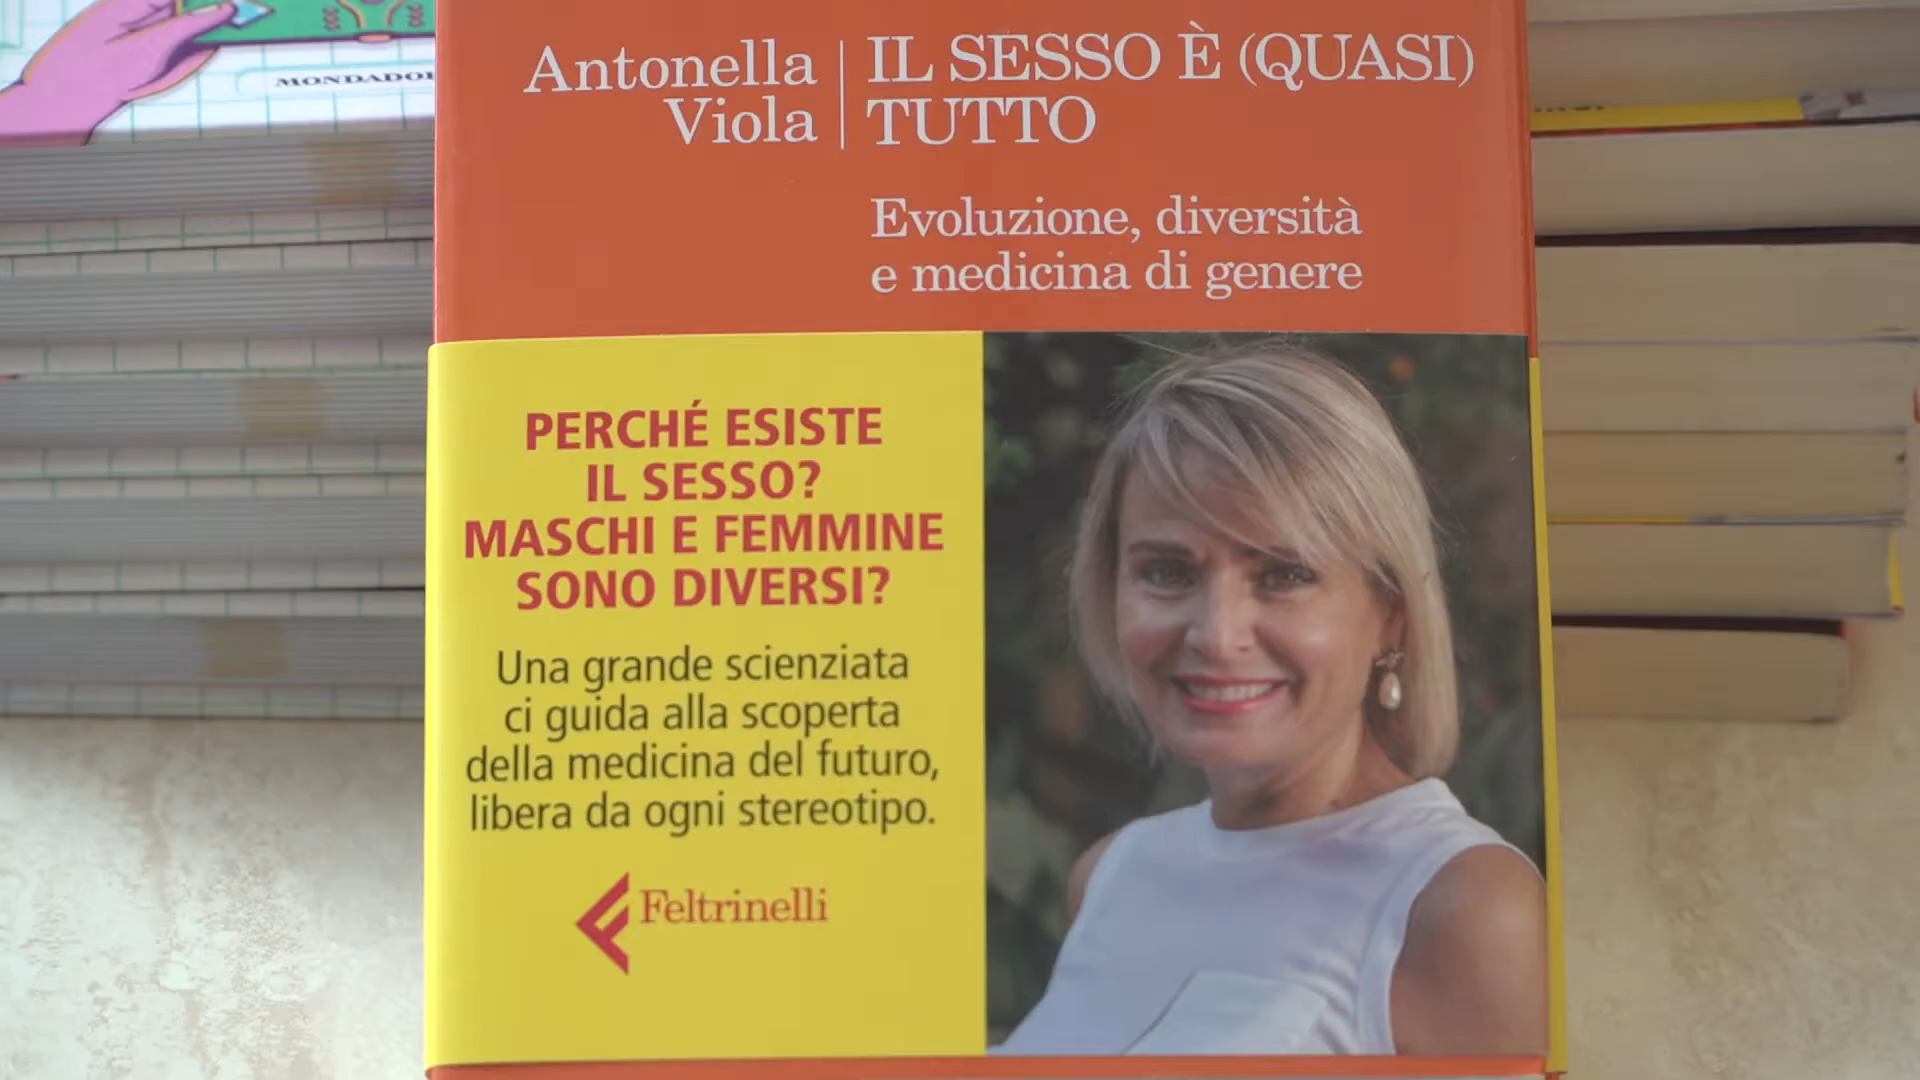 MONDADO
Antonella
Viola
IL SESSO È (QUASI)
TUTTO
Evoluzione, diversità
e medicina di genere
PERCHÉ ESISTE
IL SESSO?
MASCHI E FEMMINE
SONO DIVERSI?
Una grande scienziata
ci guida alla scoperta
della medicina del futuro,
libera da ogni stereotipo.
Feltrinelli